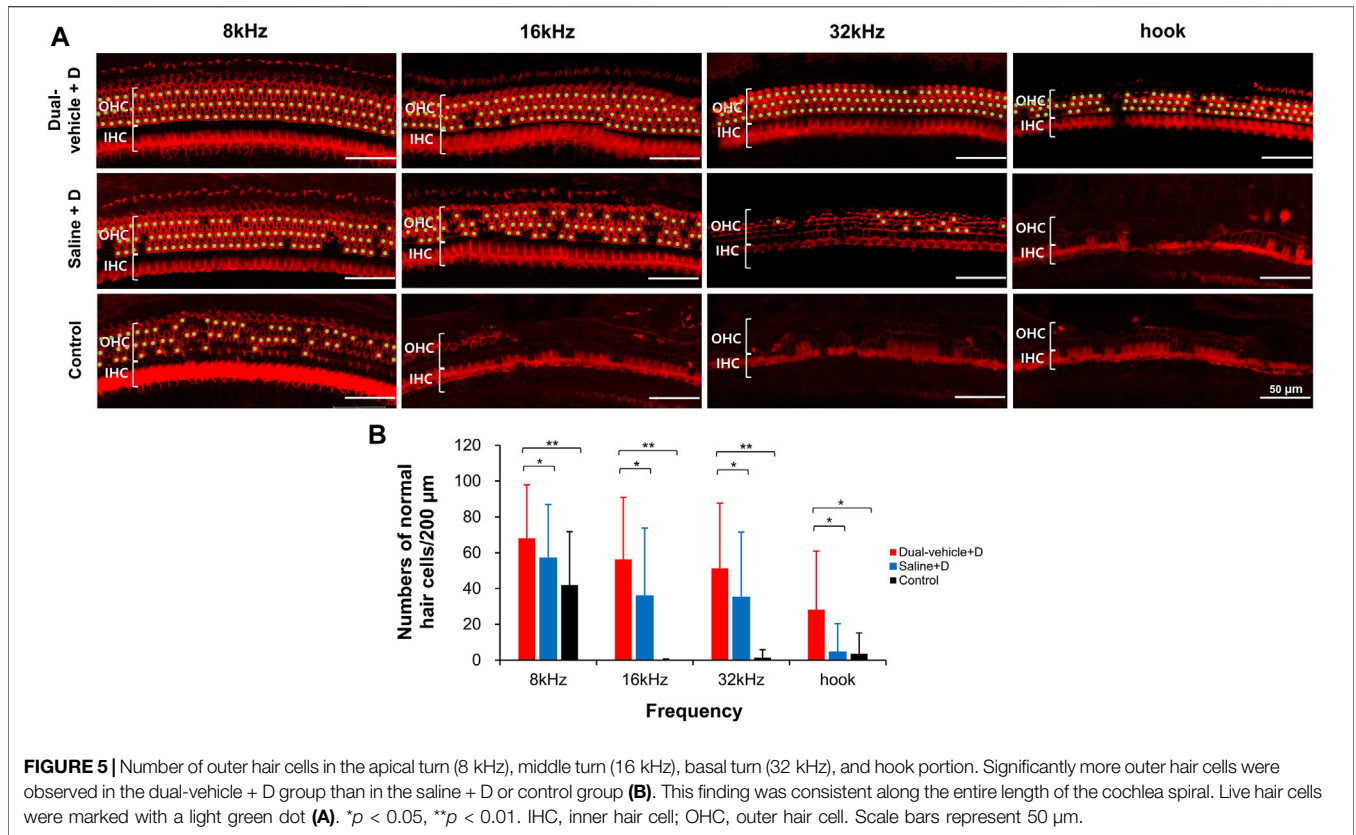 A
8kHz 16kHz 32kHz hook
Dual-
vehicle + D
OHC OHC OHC OHC
IHC IHC IHC IHC
Saline + D
OHC OHC OHC OHC
IHC IHC IHC IHC
Control
OHC OHC OHC OHC
IHC IHC IHC IHC
50 µm
B
Numbers of normal
hair cells/200 µm
120
100
80
60
40
20
0
** ** **
* * * *
*
Dual-vehicle+D
Saline+D
Control
8kHz 16kHz 32kHz hook
Frequency
FIGURE 5 | Number of outer hair cells in the apical turn (8 kHz), middle turn (16 kHz), basal turn (32 kHz), and hook portion. Significantly more outer hair cells were
observed in the dual-vehicle + D group than in the saline + D or control group (B). This finding was consistent along the entire length of the cochlea spiral. Live hair cells
were marked with a light green dot (A). *p < 0.05, **p < 0.01. IHC, inner hair cell; OHC, outer hair cell. Scale bars represent 50 µm.